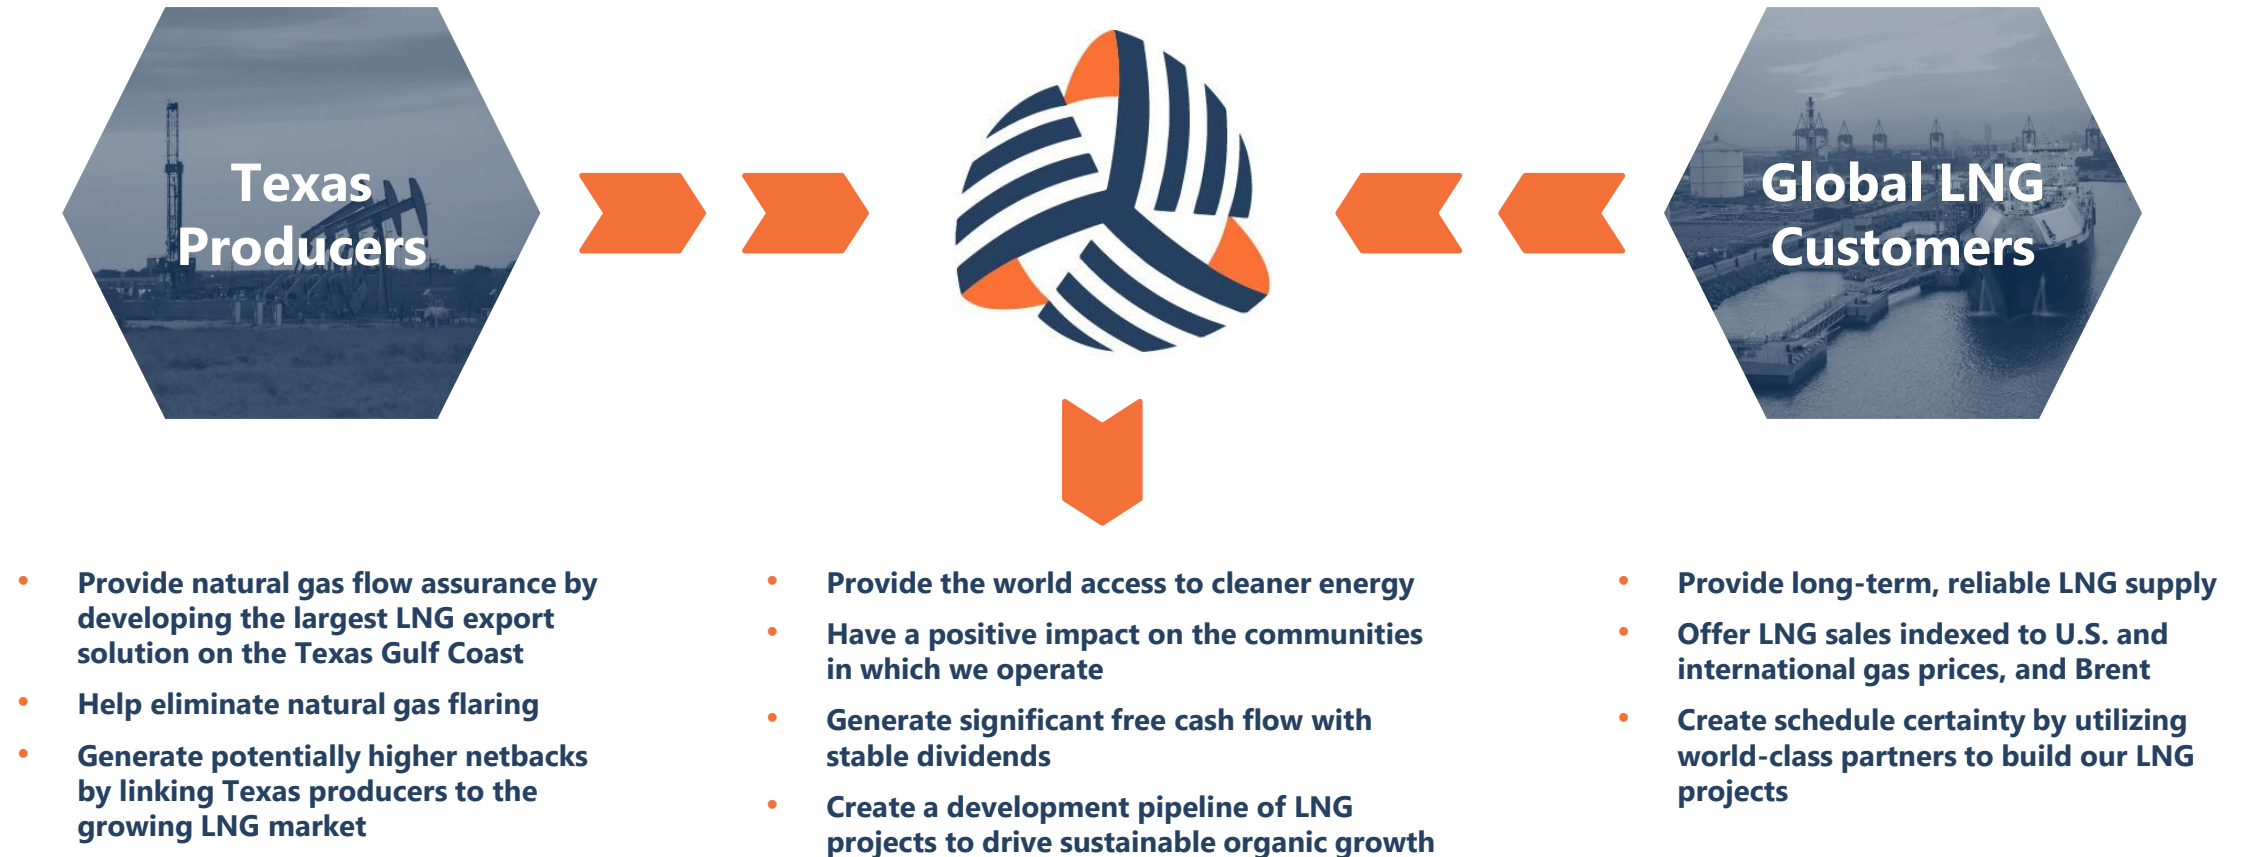 Texas
Producers
Global LNG
Customers
• Provide natural gas flow assurance by
developing the largest LNG export
solution on the Texas Gulf Coast
• Help eliminate natural gas flaring
• Generate potentially higher netbacks
by linking Texas producers to the
growing LNG market
• Provide the world access to cleaner energy
• Have a positive impact on the communities
in which we operate
• Generate significant free cash flow with
stable dividends
• Create a development pipeline of LNG
projects to drive sustainable organic growth
• Provide long-term, reliable LNG supply
• Offer LNG sales indexed to U.S. and
international gas prices, and Brent
• Create schedule certainty by utilizing
world-class partners to build our LNG
projects